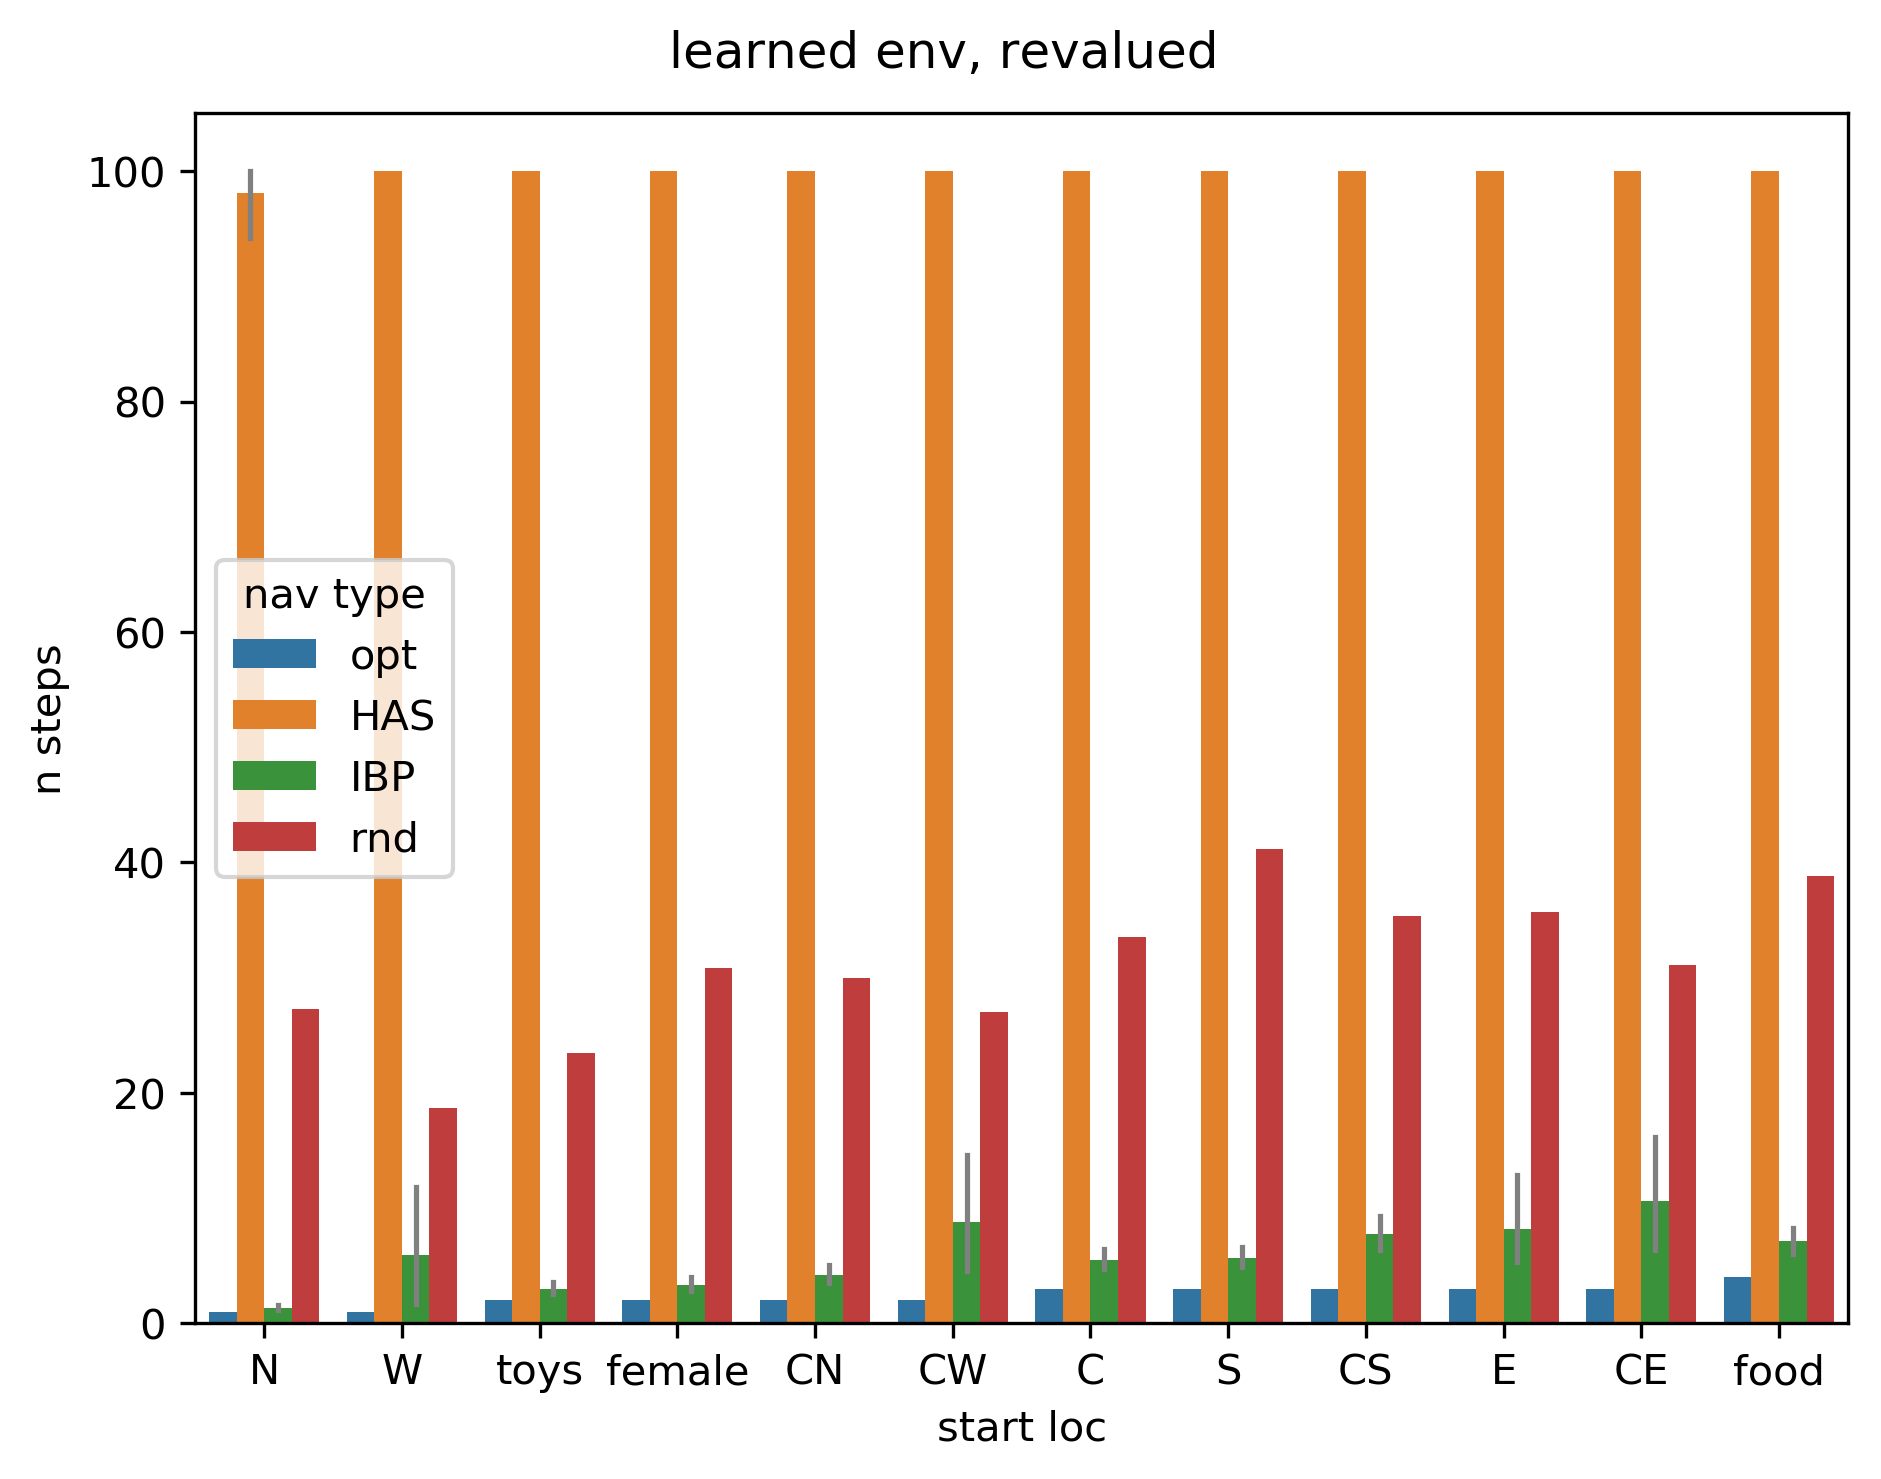 learned env, revalued
100
80
60
40
20
0
n steps
nav type
opt
HAS
IBP
rnd
N W toys female CN CW C S CS E CE food
start loc